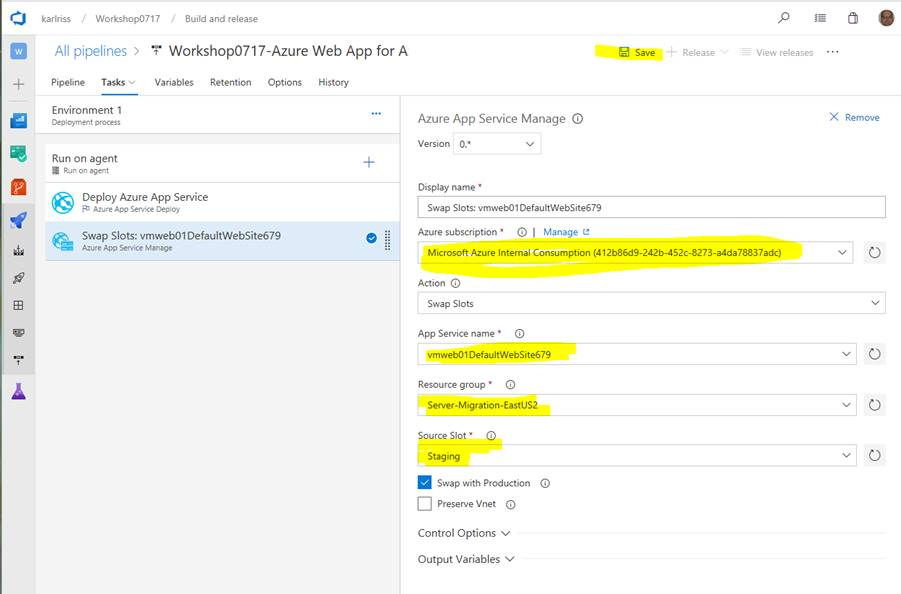 karlriss / Workshop0717 / Build and release
W
All pipelines > Workshop0717-Azure Web App for A
Save + Release View releases ...
Pipeline Tasks Variables Retention Options History
Environment 1
Deployment process
...
Run on agent
Run on agent
Deploy Azure App Service
Azure App Service Deploy
Swap Slots: vmweb01DefaultWebSite679
Azure App Service Manage
Azure App Service Manage
Remove
Version 0.*
Display name *
Swap Slots: vmweb01DefaultWebSite679
Azure subscription * | Manage
Microsoft Azure Internal Consumption (412b86d9-242b-452c-8273-a4da78837adc)
Action
Swap Slots
App Service name *
vmweb01DefaultWebSite679
Resource group *
Server-Migration-EastUS2
Source Slot *
Staging
Swap with Production
Preserve Vnet
Control Options
Output Variables